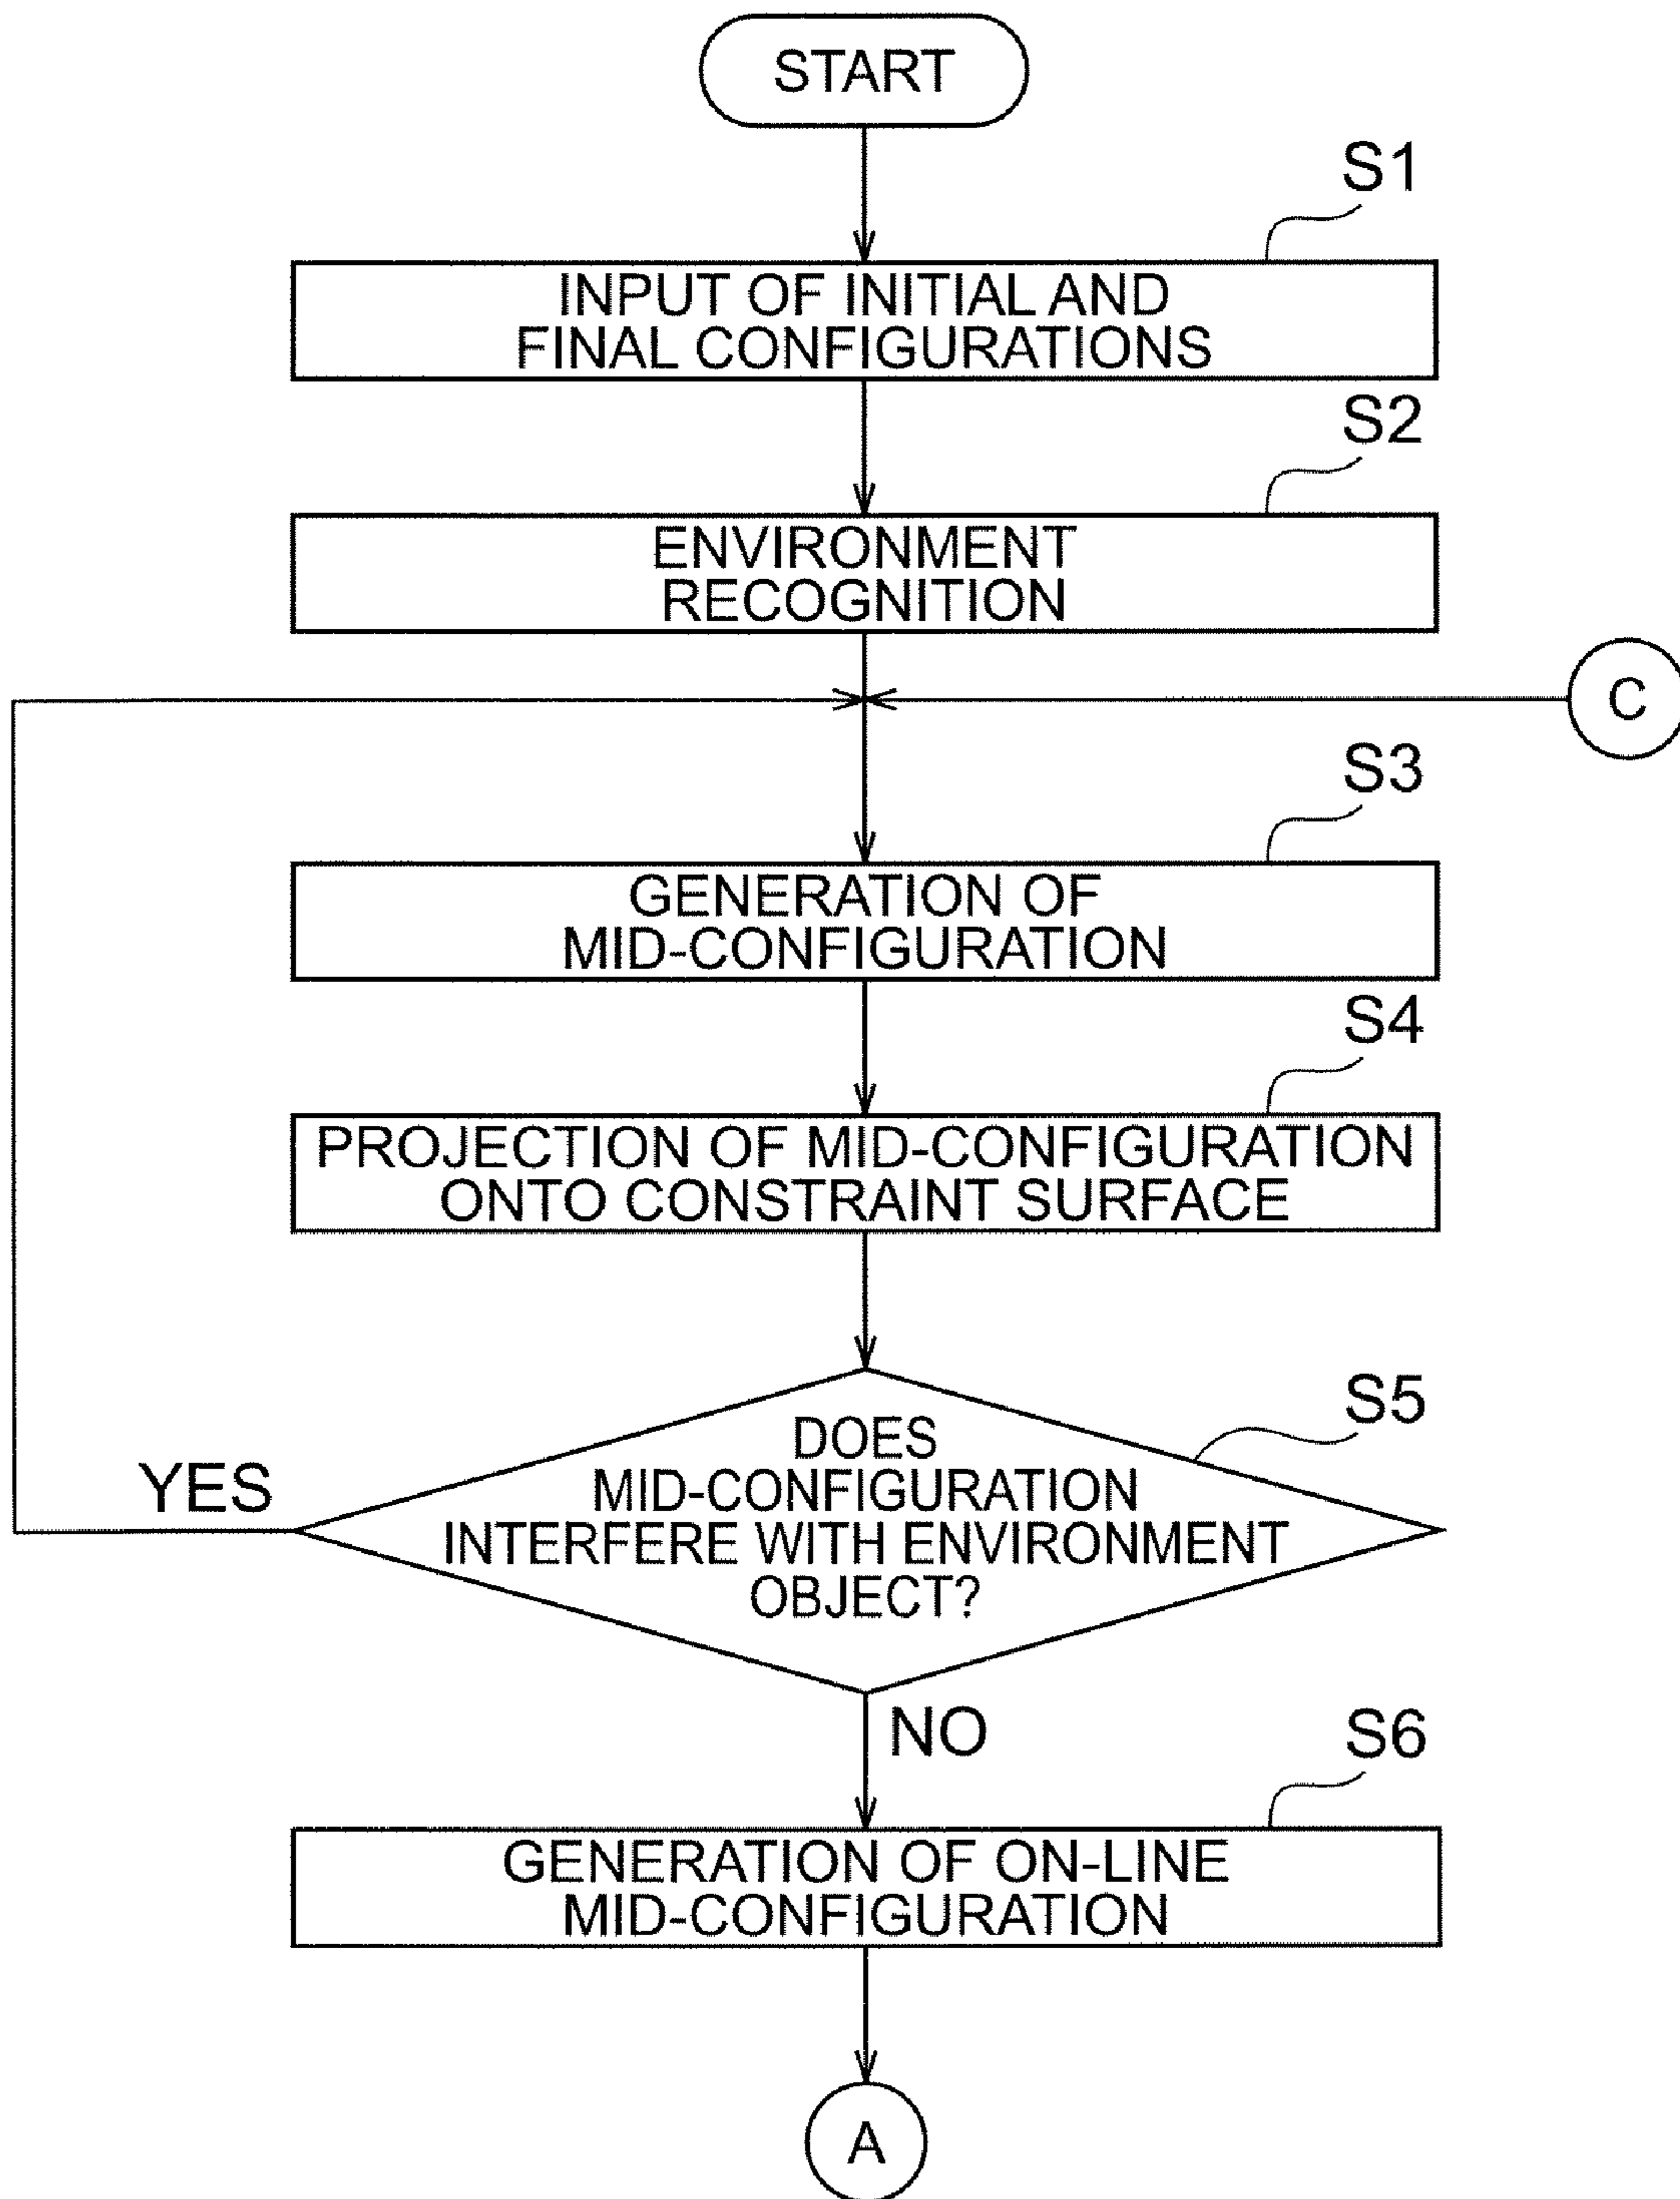 START
S1
INPUT OF INITIAL AND
FINAL CONFIGURATIONS
S2
ENVIRONMENT
RECOGNITION
C
S3
GENERATION OF
MID-CONFIGURATION
S4
PROJECTION OF MID-CONFIGURATION
ONTO CONSTRAINT SURFACE
S5
DOES
MID-CONFIGURATION
INTERFERE WITH ENVIRONMENT
OBJECT?
YES
NO
S6
GENERATION OF ON-LINE
MID-CONFIGURATION
A